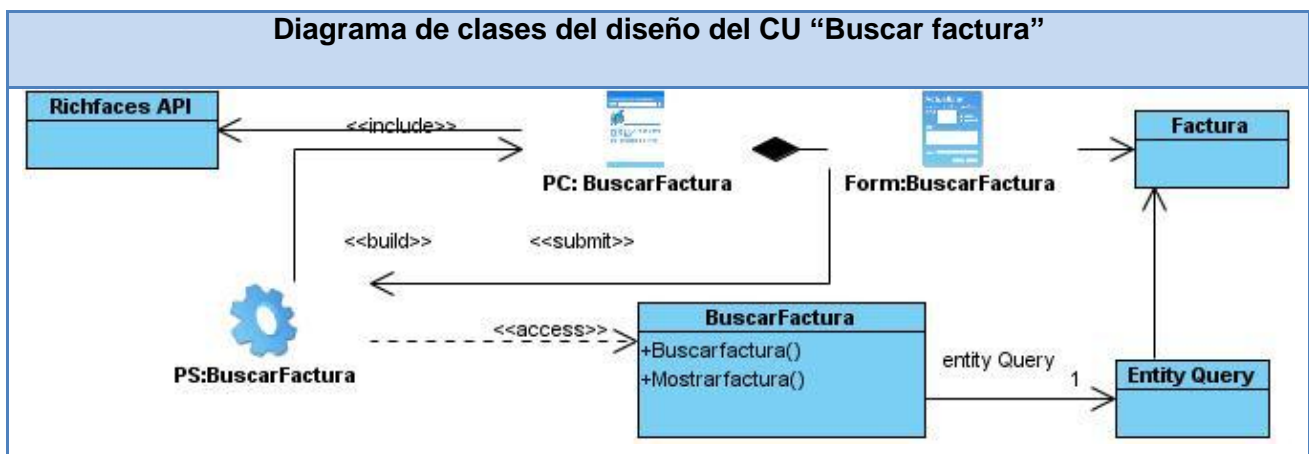 Diagrama de clases del diseño del CU “Buscar factura”
Richfaces API
<<include>>
PC: BuscarFactura
Form:BuscarFactura
Factura
<<build>>
<<submit>>
PS:BuscarFactura
<<access>>
BuscarFactura
+Buscarfactura()
+Mostrarfactura()
entity Query
1
Entity Query